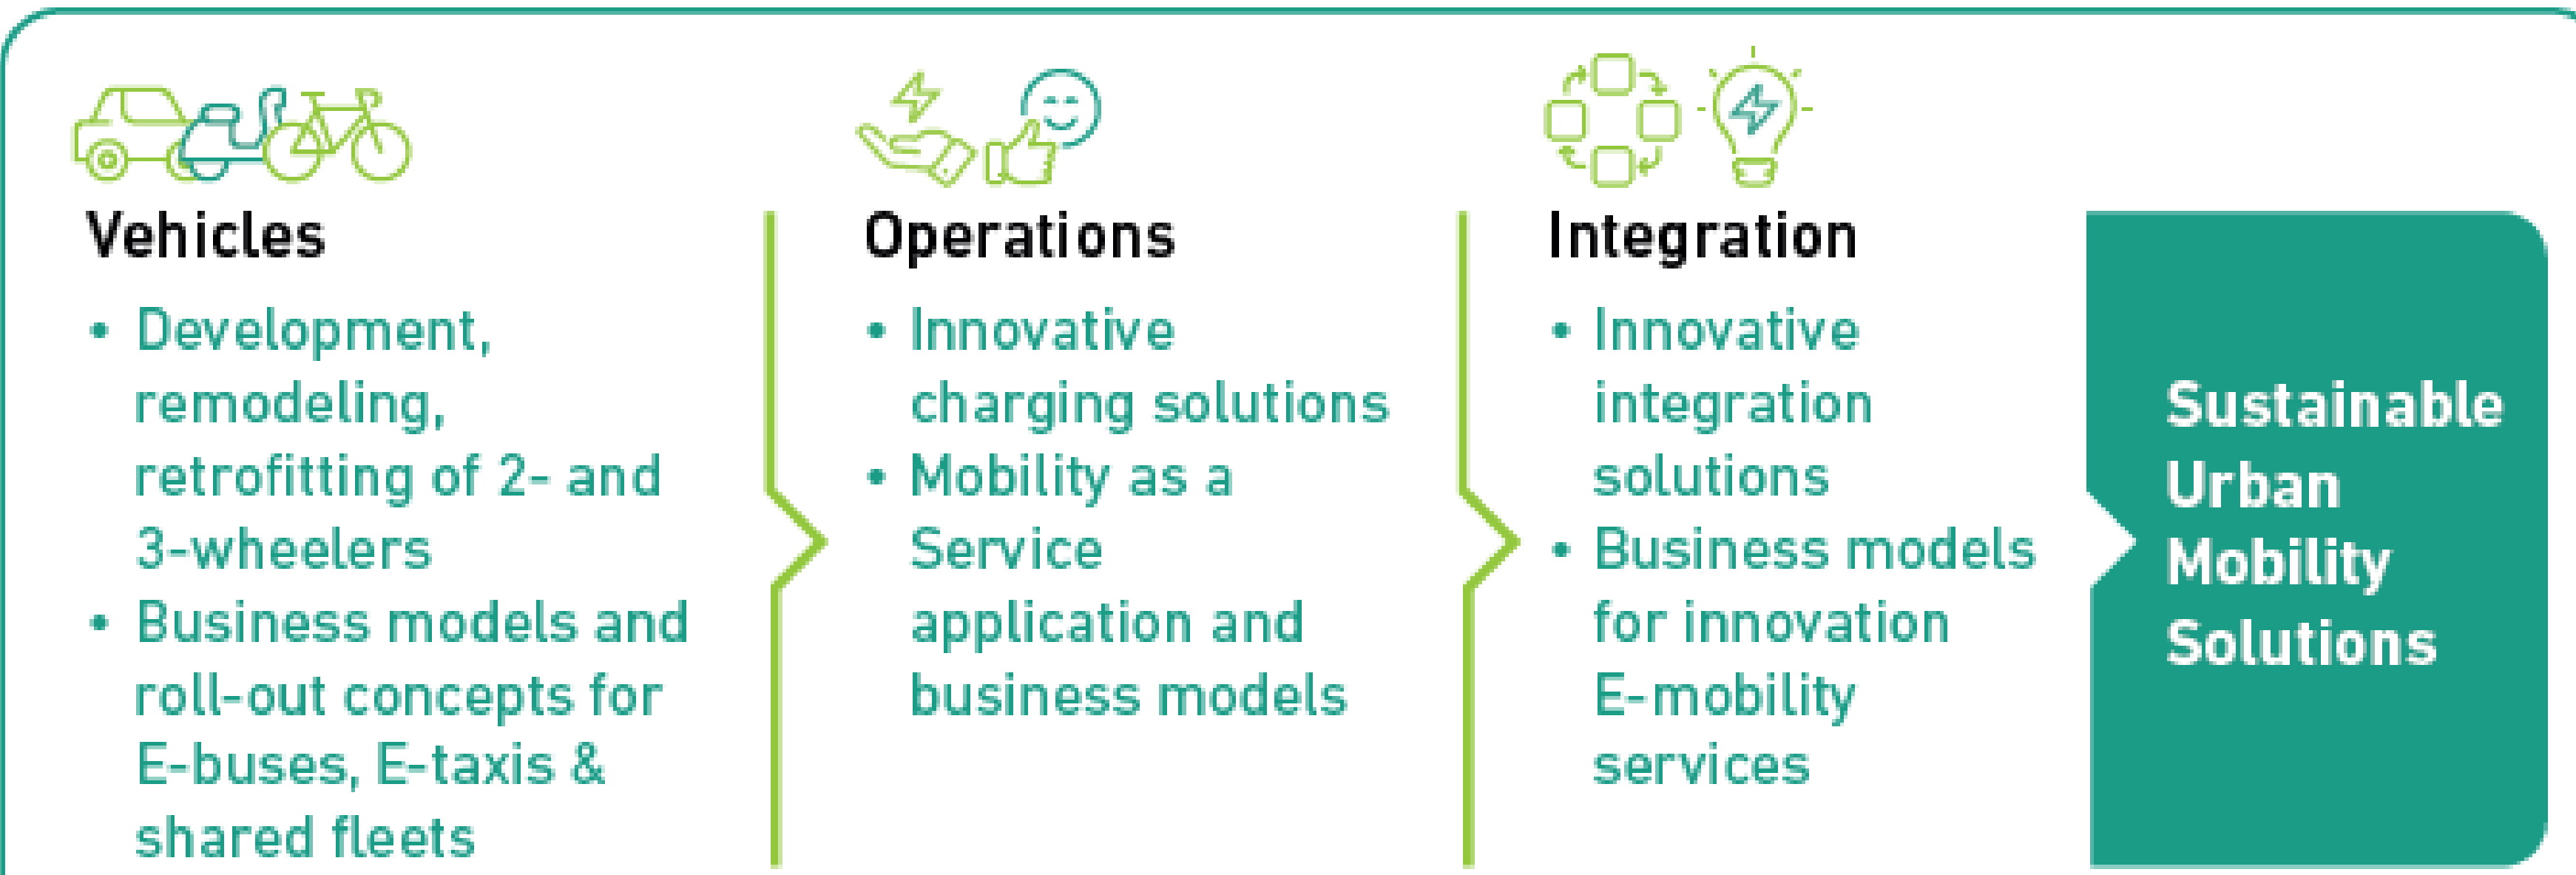 Vehicles
• Development,
remodeling,
retrofitting of 2- and
3-wheelers
• Business models and
roll-out concepts for
E-buses, E-taxis &
shared fleets
Operations
• Innovative
charging solutions
• Mobility as a
Service
application and
business models
Integration
• Innovative
integration
solutions
• Business models
for innovation
E-mobility
services
Sustainable
Urban
Mobility
Solutions